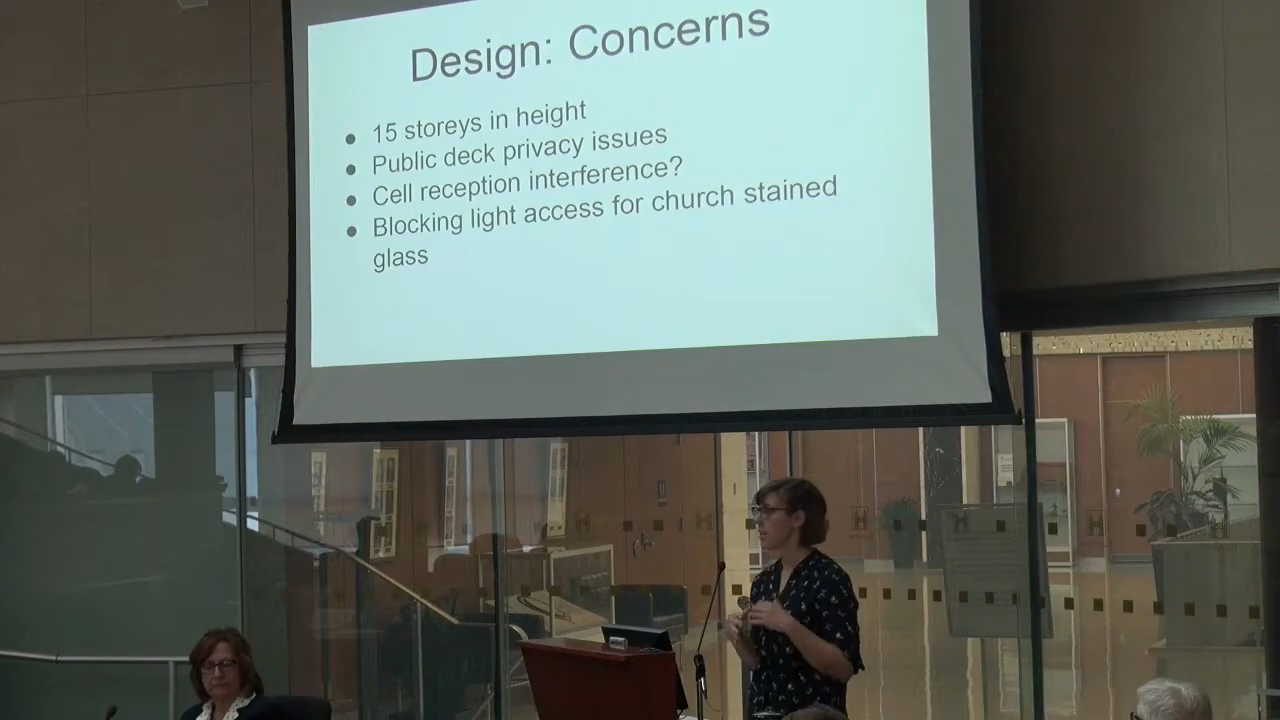 Design: Concerns
● 15 storeys in height
● Public deck privacy issues
● Cell reception interference?
● Blocking light access for church stained
glass